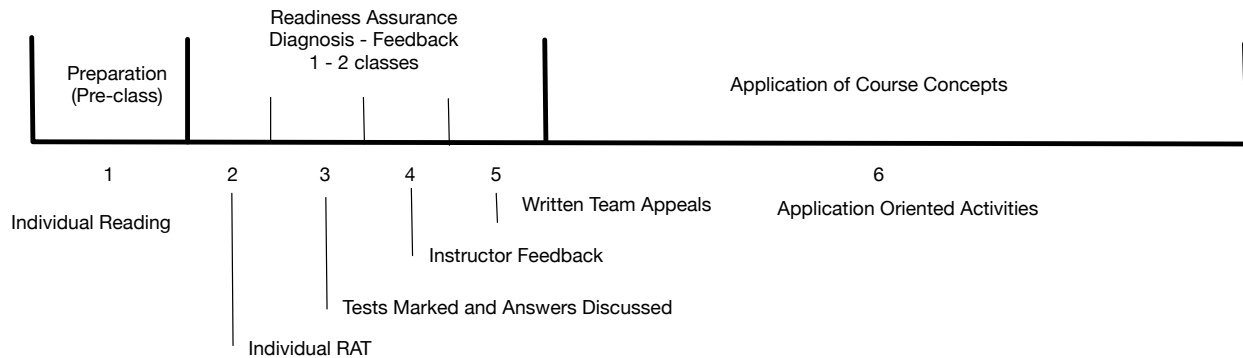 Readiness Assurance
Diagnosis - Feedback
1 - 2 classes
Preparation
(Pre-class)
Application of Course Concepts
1
2
3
4
5
6
Individual Reading
Written Team Appeals
Application Oriented Activities
Instructor Feedback
Tests Marked and Answers Discussed
Individual RAT